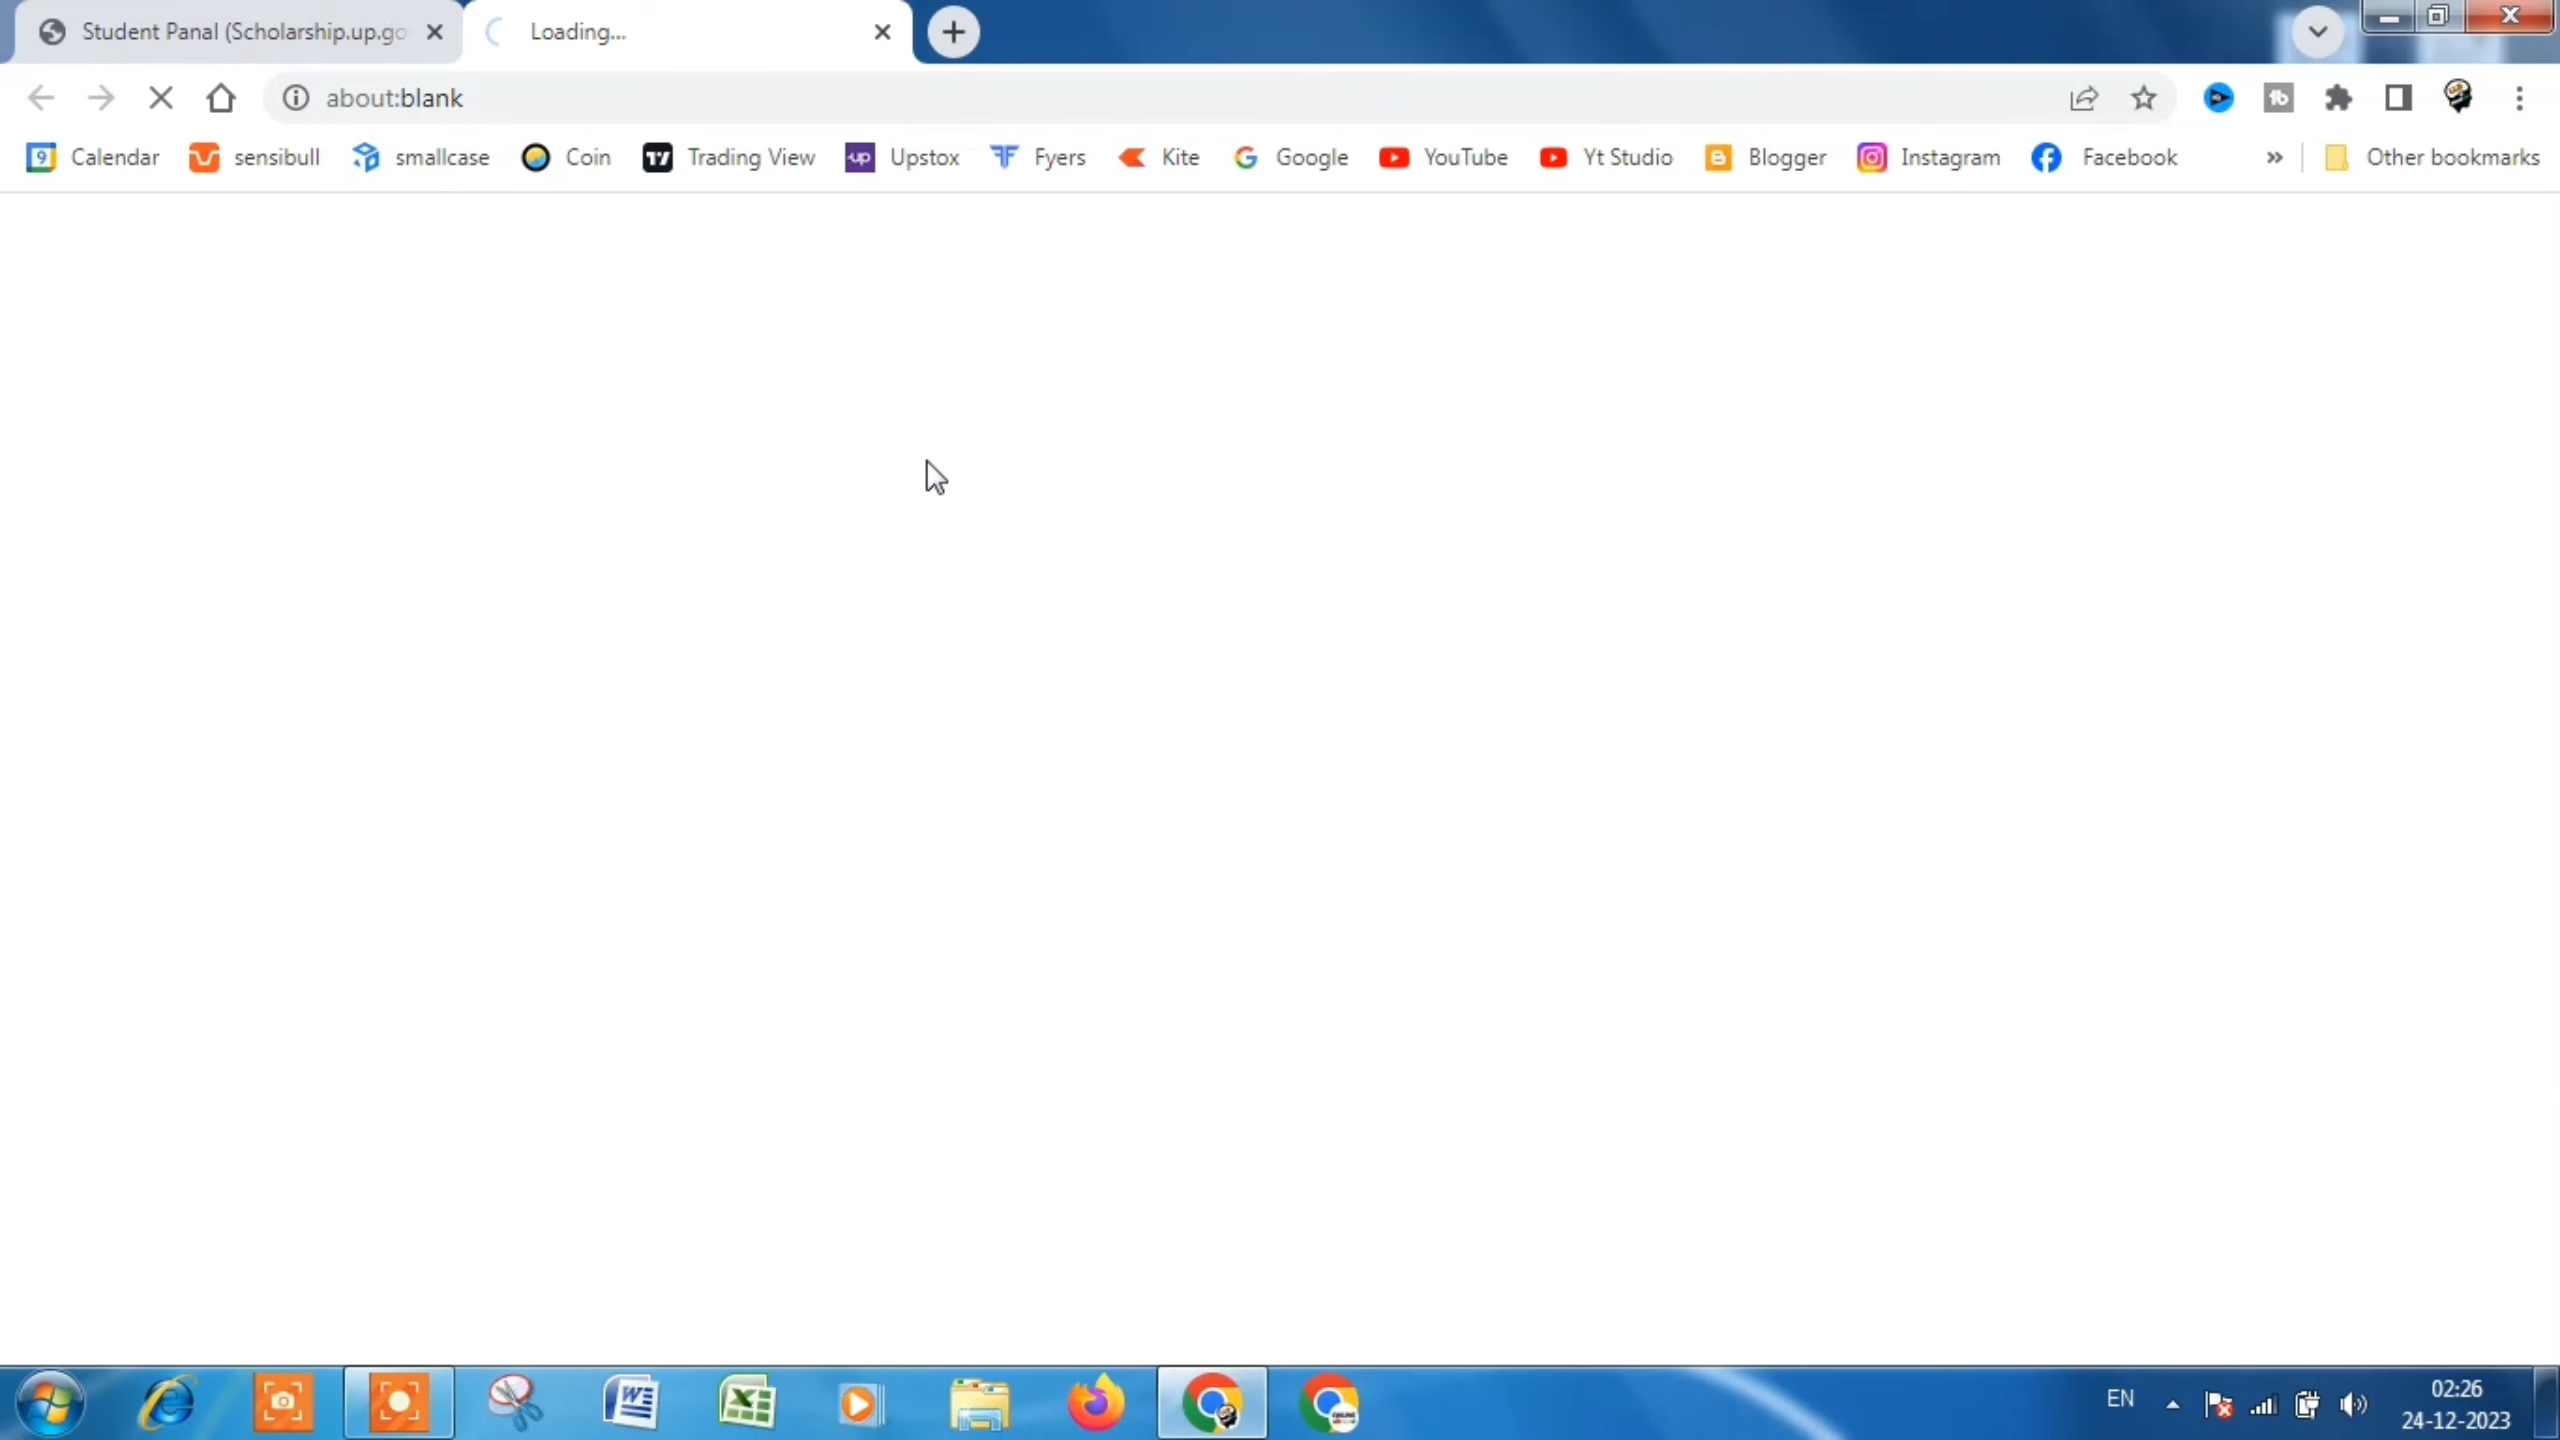 Student Panal (Scholarship.up.go
Loading...
about:blank
Calendar
sensibull
smallcase
Coin
Trading View
Upstox
Fyers
Kite
Google
YouTube
Yt Studio
Blogger
Instagram
Facebook
Other bookmarks
EN
02:26
24-12-2023